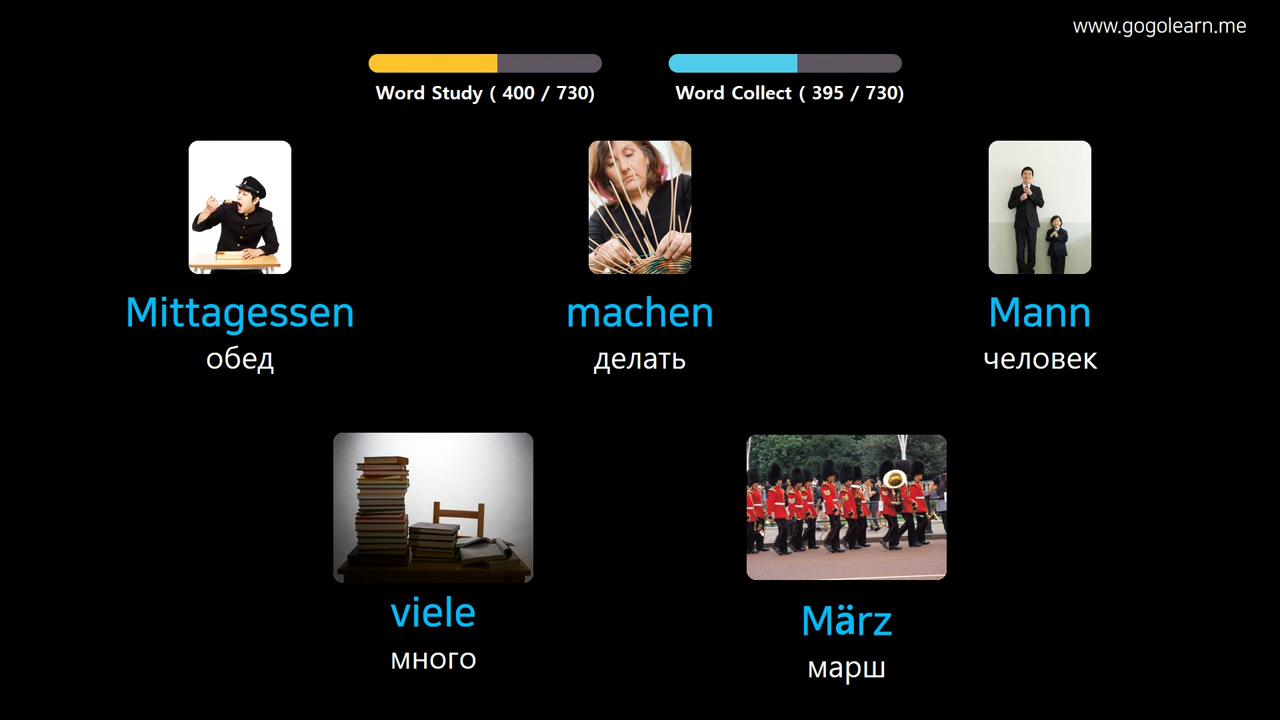 www.gogolearn.me
Word Study ( 400 / 730)
Word Collect ( 395 / 730)
Mittagessen
обед
machen
делать
Mann
человек
viele
много
März
марш